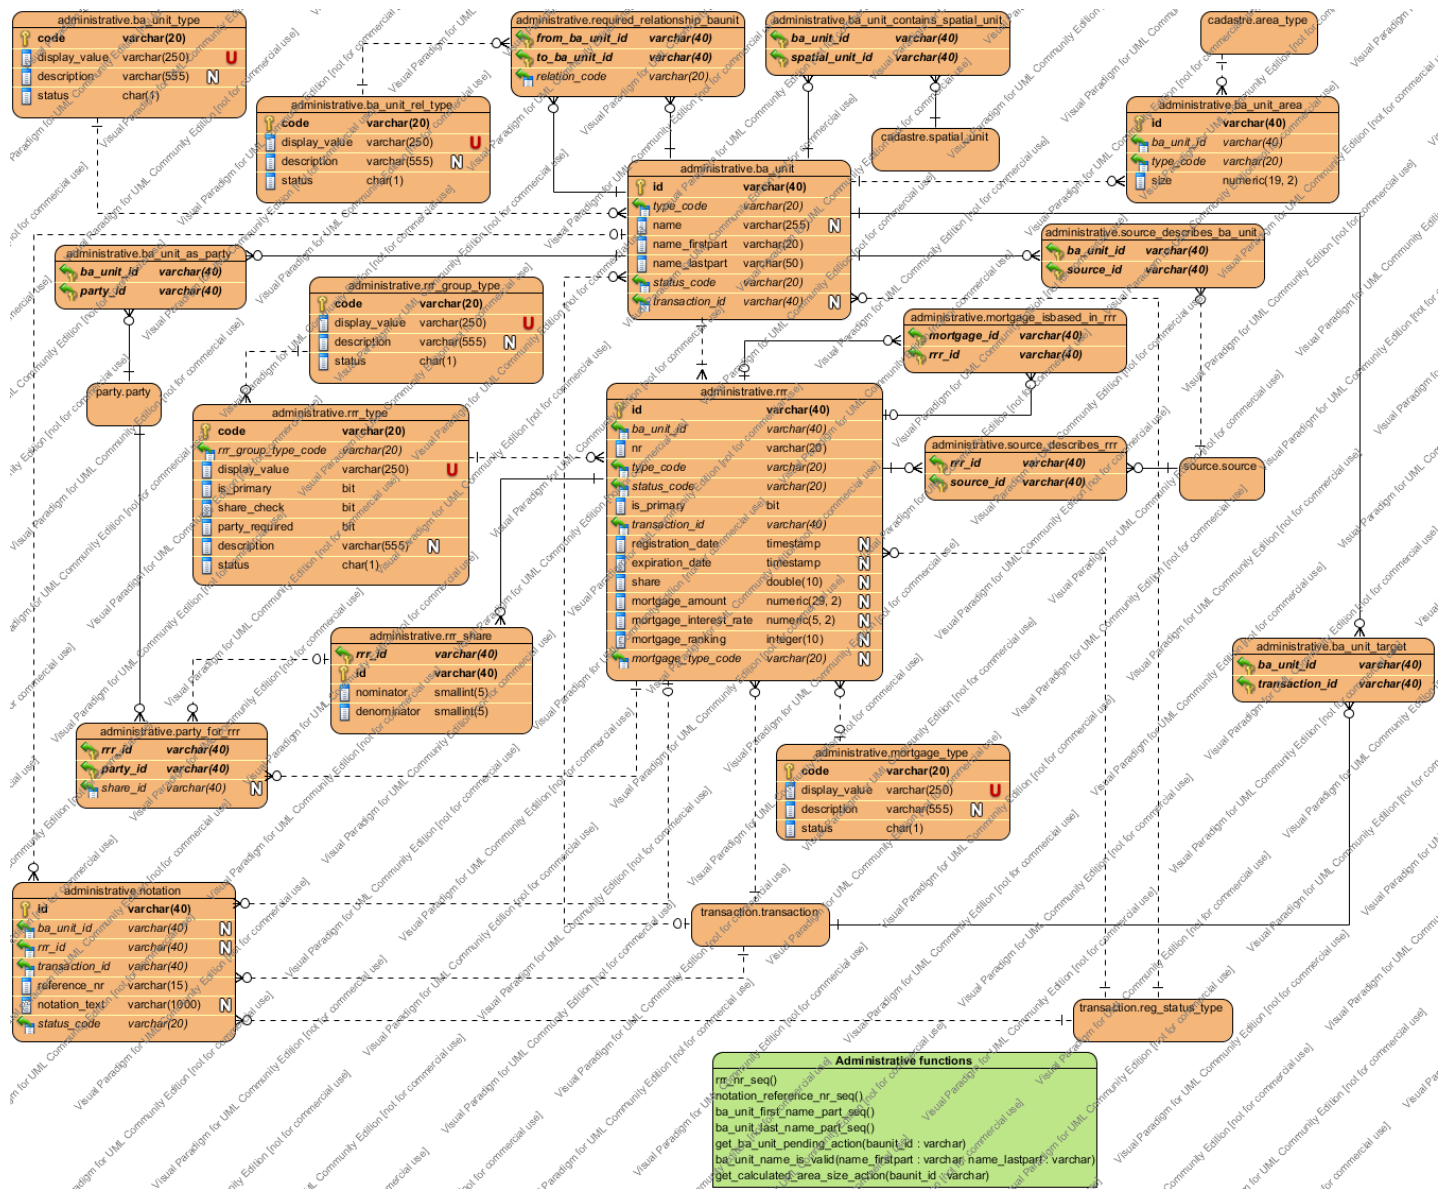 administrative.ba_unit_type
code varchar(20)
display_value varchar(250) U
description varchar(555) N
status char(1)
administrative.required_relationship_baunit
from_ba_unit_id varchar(40)
to_ba_unit_id varchar(40)
relation_code varchar(20)
administrative.ba_unit_contains_spatial_unit
ba_unit_id varchar(40)
spatial_unit_id varchar(40)
cadastre.area_type
administrative.ba_unit_rel_type
code varchar(20)
display_value varchar(250) U
description varchar(555) N
status char(1)
cadastre.spatial_unit
administrative.ba_unit_area
id varchar(40)
ba_unit_id varchar(40)
type_code varchar(20)
size numeric(19, 2)
administrative.ba_unit
id varchar(40)
type_code varchar(20)
name varchar(255) N
name_firstpart varchar(20)
name_lastpart varchar(50)
status_code varchar(20)
transaction_id varchar(40) N
administrative.ba_unit_as_party
ba_unit_id varchar(40)
party_id varchar(40)
administrative.source_describes_ba_unit
ba_unit_id varchar(40)
source_id varchar(40)
administrative.rrr_group_type
code varchar(20)
display_value varchar(250) U
description varchar(555) N
status char(1)
administrative.mortgage_isbased_in_rrr
mortgage_id varchar(40)
rrr_id varchar(40)
party.party
administrative.rrr_type
code varchar(20)
rrr_group_type_code varchar(20)
display_value varchar(250) U
is_primary bit
share_check bit
party_required bit
description varchar(555) N
status char(1)
administrative.rrr
id varchar(40)
ba_unit_id varchar(40)
nr varchar(20)
type_code varchar(20)
status_code varchar(20)
is_primary bit
transaction_id varchar(40)
registration_date timestamp N
expiration_date timestamp N
share double(10) N
mortgage_amount numeric(29, 2) N
mortgage_interest_rate numeric(5, 2) N
mortgage_ranking integer(10) N
mortgage_type_code varchar(20) N
administrative.source_describes_rrr
rrr_id varchar(40)
source_id varchar(40)
source.source
administrative.rrr_share
rrr_id varchar(40)
id varchar(40)
nominator smallint(5)
denominator smallint(5)
administrative.ba_unit_target
ba_unit_id varchar(40)
transaction_id varchar(40)
administrative.party_for_rrr
rrr_id varchar(40)
party_id varchar(40)
share_id varchar(40) N
administrative.mortgage_type
code varchar(20)
display_value varchar(250) U
description varchar(555) N
status char(1)
administrative.notation
id varchar(40)
ba_unit_id varchar(40) N
rrr_id varchar(40) N
transaction_id varchar(40)
reference_nr varchar(15)
notation_text varchar(1000) N
status_code varchar(20)
transaction.transaction
transaction.reg_status_type
Administrative functions
rrr_nr_seq()
notation_reference_nr_seq()
ba_unit_first_name_part_seq()
ba_unit_last_name_part_seq()
get_ba_unit_pending_action(baunit_id : varchar)
ba_unit_name_is_valid(name_firstpart : varchar, name_lastpart : varchar)
get_calculated_area_size_action(baunit_id : varchar)
Visual Paradigm for UML Community Edition [not for commercial use]